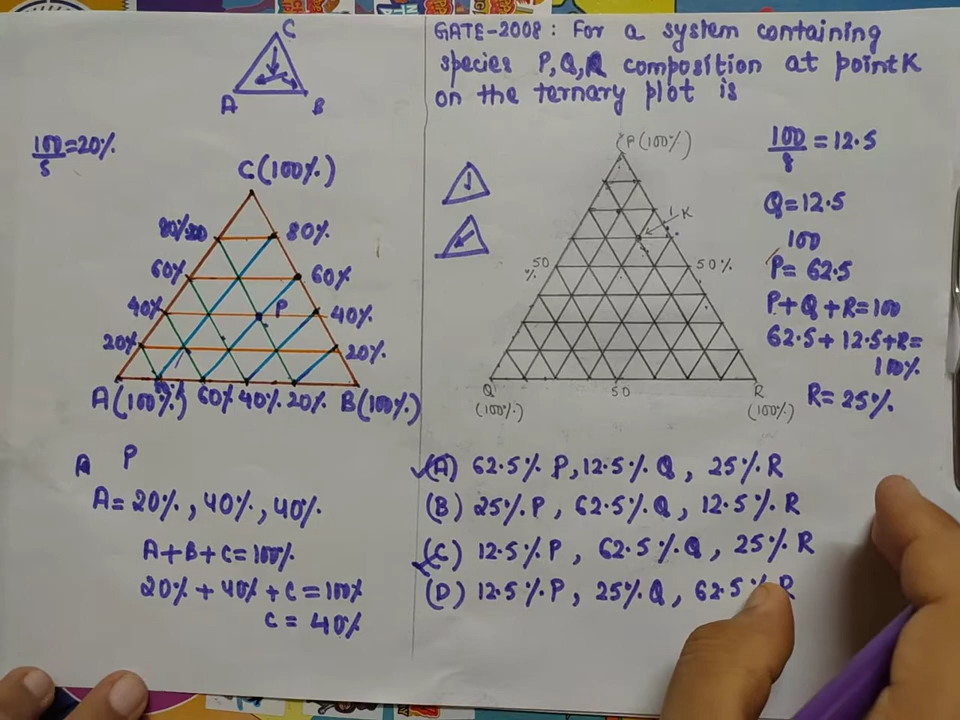 C
A
B
100/5=20%
C(100%)
80%
80%
60%
60%
40%
P
40%
20%
20%
A(100%)
60%
40%
20%
B(100%)
A P
A=20%,40%,40%
A+B+C=100%
20%+40%+C=100%
C=40%
GATE-2008: For a system containing
species P,Q,R composition at point K
on the ternary plot is
P(100%)
K
50
%
50%
Q
(100%)
50
R
(100%)
100/8=12.5
Q=12.5
100
P=62.5
P+Q+R=100
62.5+12.5+R=
100%
R=25%
(A) 62.5% P,12.5% Q, 25% R
(B) 25% P, 62.5% Q, 12.5% R
(C) 12.5% P, 62.5% Q, 25% R
(D) 12.5% P, 25% Q, 62.5% R